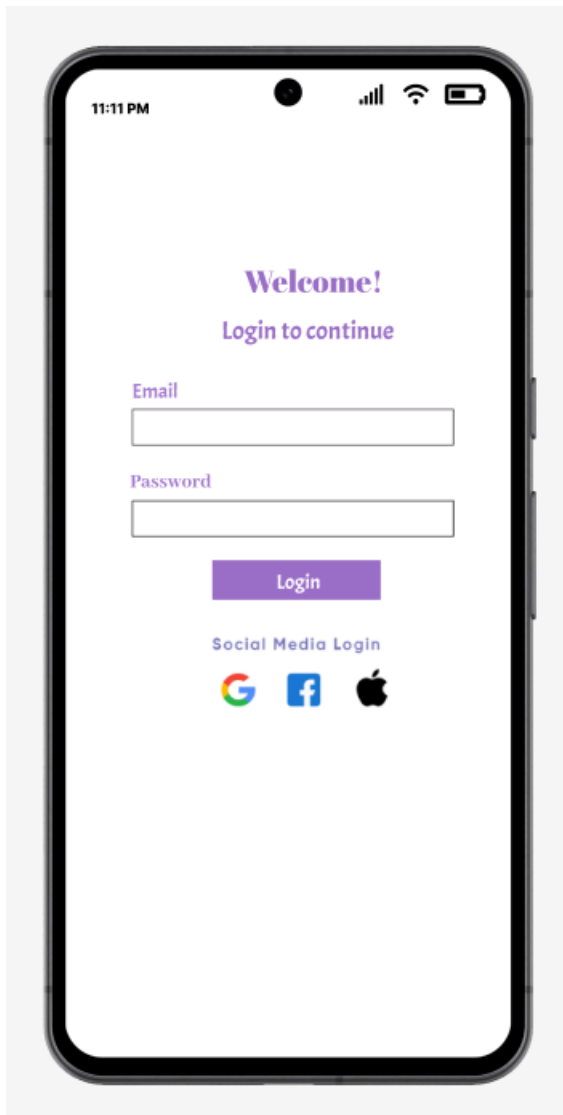 11:11 PM
Welcome!
Login to continue
Email
Password
Login
Social Media Login